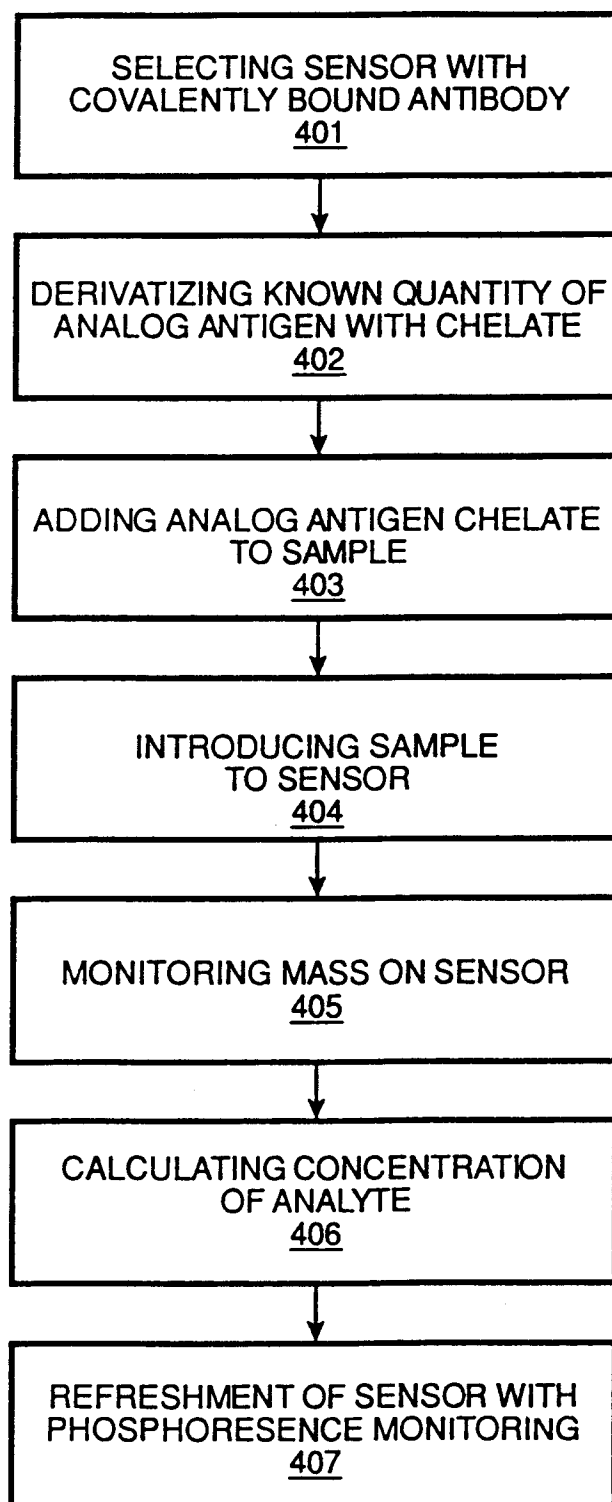 SELECTING SENSOR WITH
COVALENTLY BOUND ANTIBODY
401
DERIVATIZING KNOWN QUANTITY OF
ANALOG ANTIGEN WITH CHELATE
402
ADDING ANALOG ANTIGEN CHELATE
TO SAMPLE
403
INTRODUCING SAMPLE
TO SENSOR
404
MONITORING MASS ON SENSOR
405
CALCULATING CONCENTRATION
OF ANALYTE
406
REFRESHMENT OF SENSOR WITH
PHOSPHORESENCE MONITORING
407